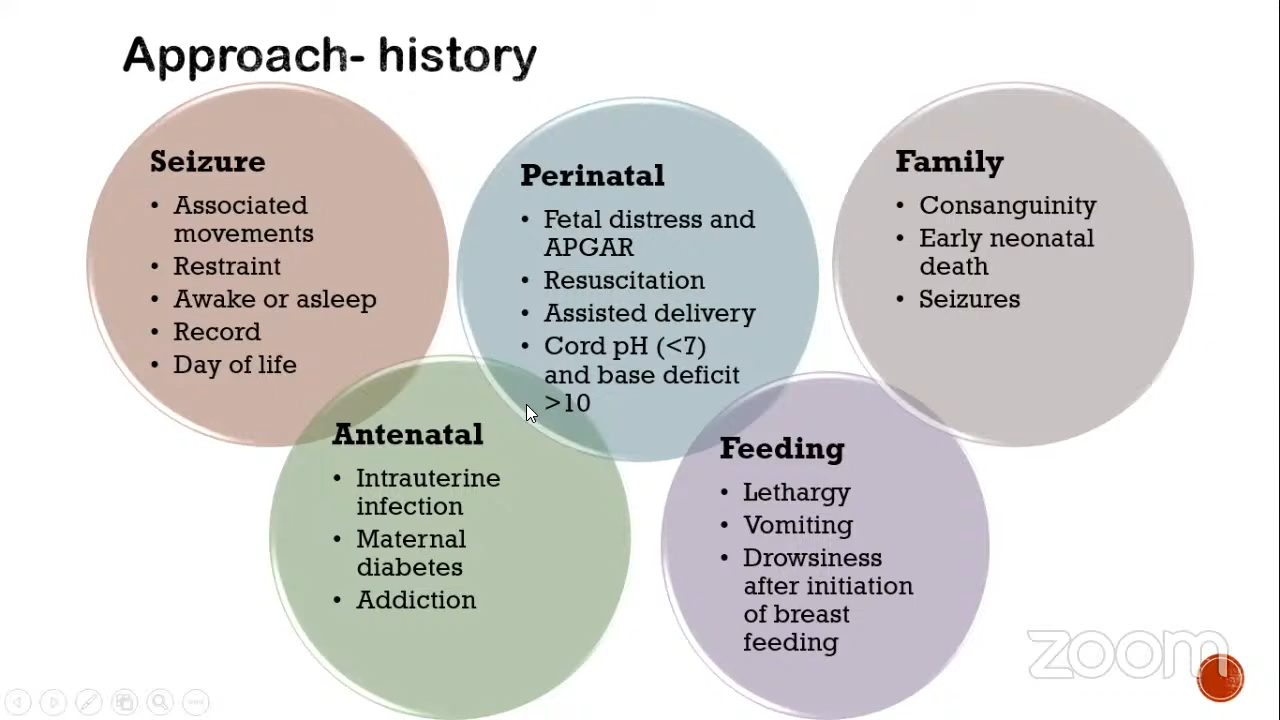 Approach- history
Seizure
• Associated
movements
• Restraint
• Awake or asleep
• Record
• Day of life
Perinatal
• Fetal distress and
APGAR
• Resuscitation
• Assisted delivery
• Cord pH (<7)
and base deficit
>10
Family
• Consanguinity
• Early neonatal
death
• Seizures
Antenatal
• Intrauterine
infection
• Maternal
diabetes
• Addiction
Feeding
• Lethargy
• Vomiting
• Drowsiness
after initiation
of breast
feeding
zoom